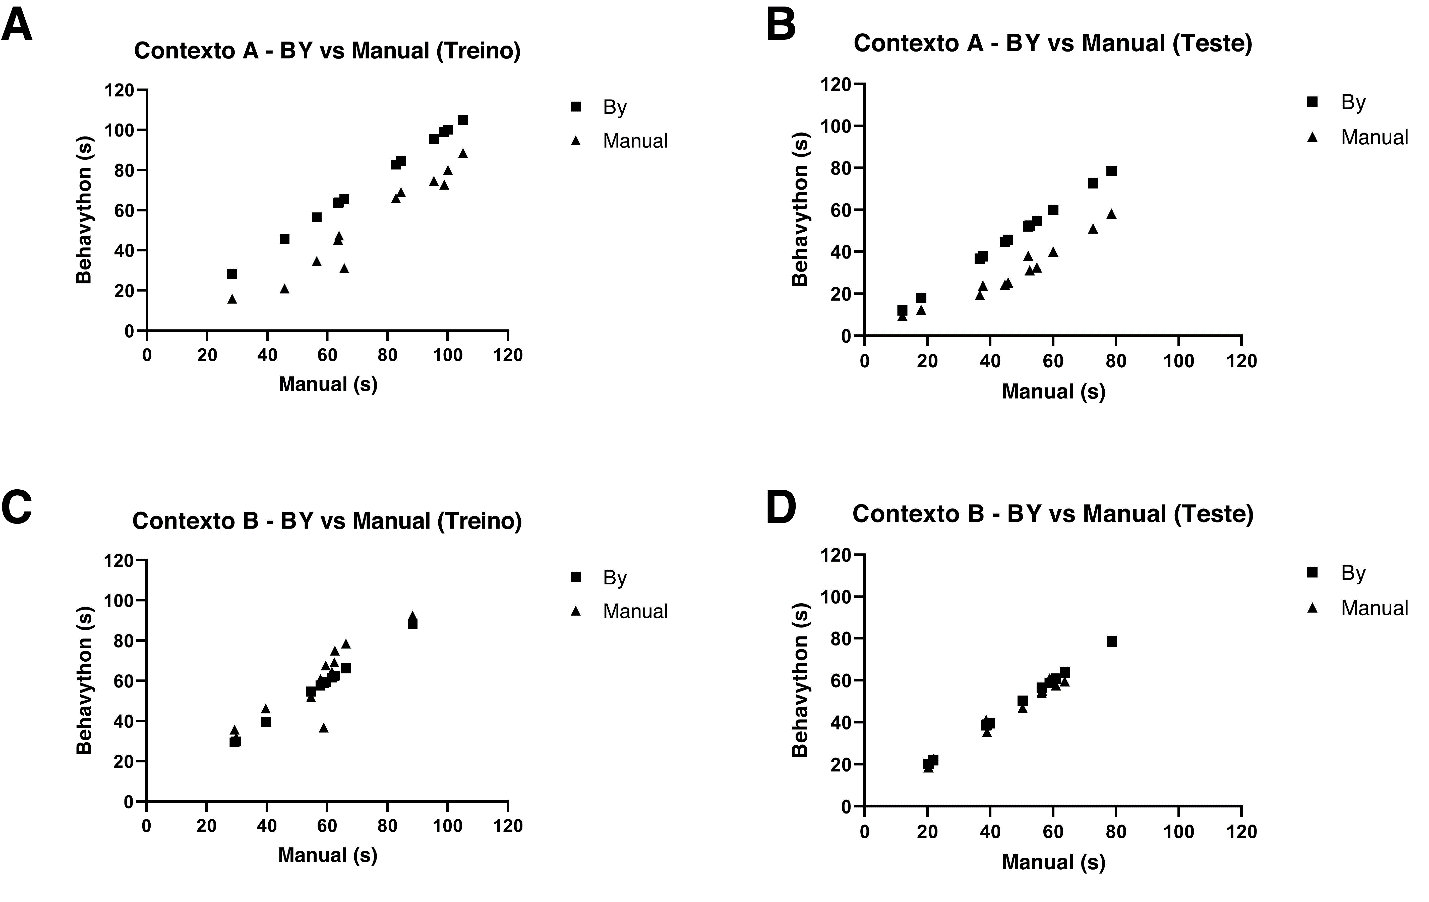 A
Contexto A - BY vs Manual (Treino)
120
100
80
60
40
20
0
Behavython (s)
0 20 40 60 80 100 120
Manual (s)
By
Manual
B
Contexto A - BY vs Manual (Teste)
120
100
80
60
40
20
0
Behavython (s)
0 20 40 60 80 100 120
Manual (s)
By
Manual
C
Contexto B - BY vs Manual (Treino)
120
100
80
60
40
20
0
Behavython (s)
0 20 40 60 80 100 120
Manual (s)
By
Manual
D
Contexto B - BY vs Manual (Teste)
120
100
80
60
40
20
0
Behavython (s)
0 20 40 60 80 100 120
Manual (s)
By
Manual